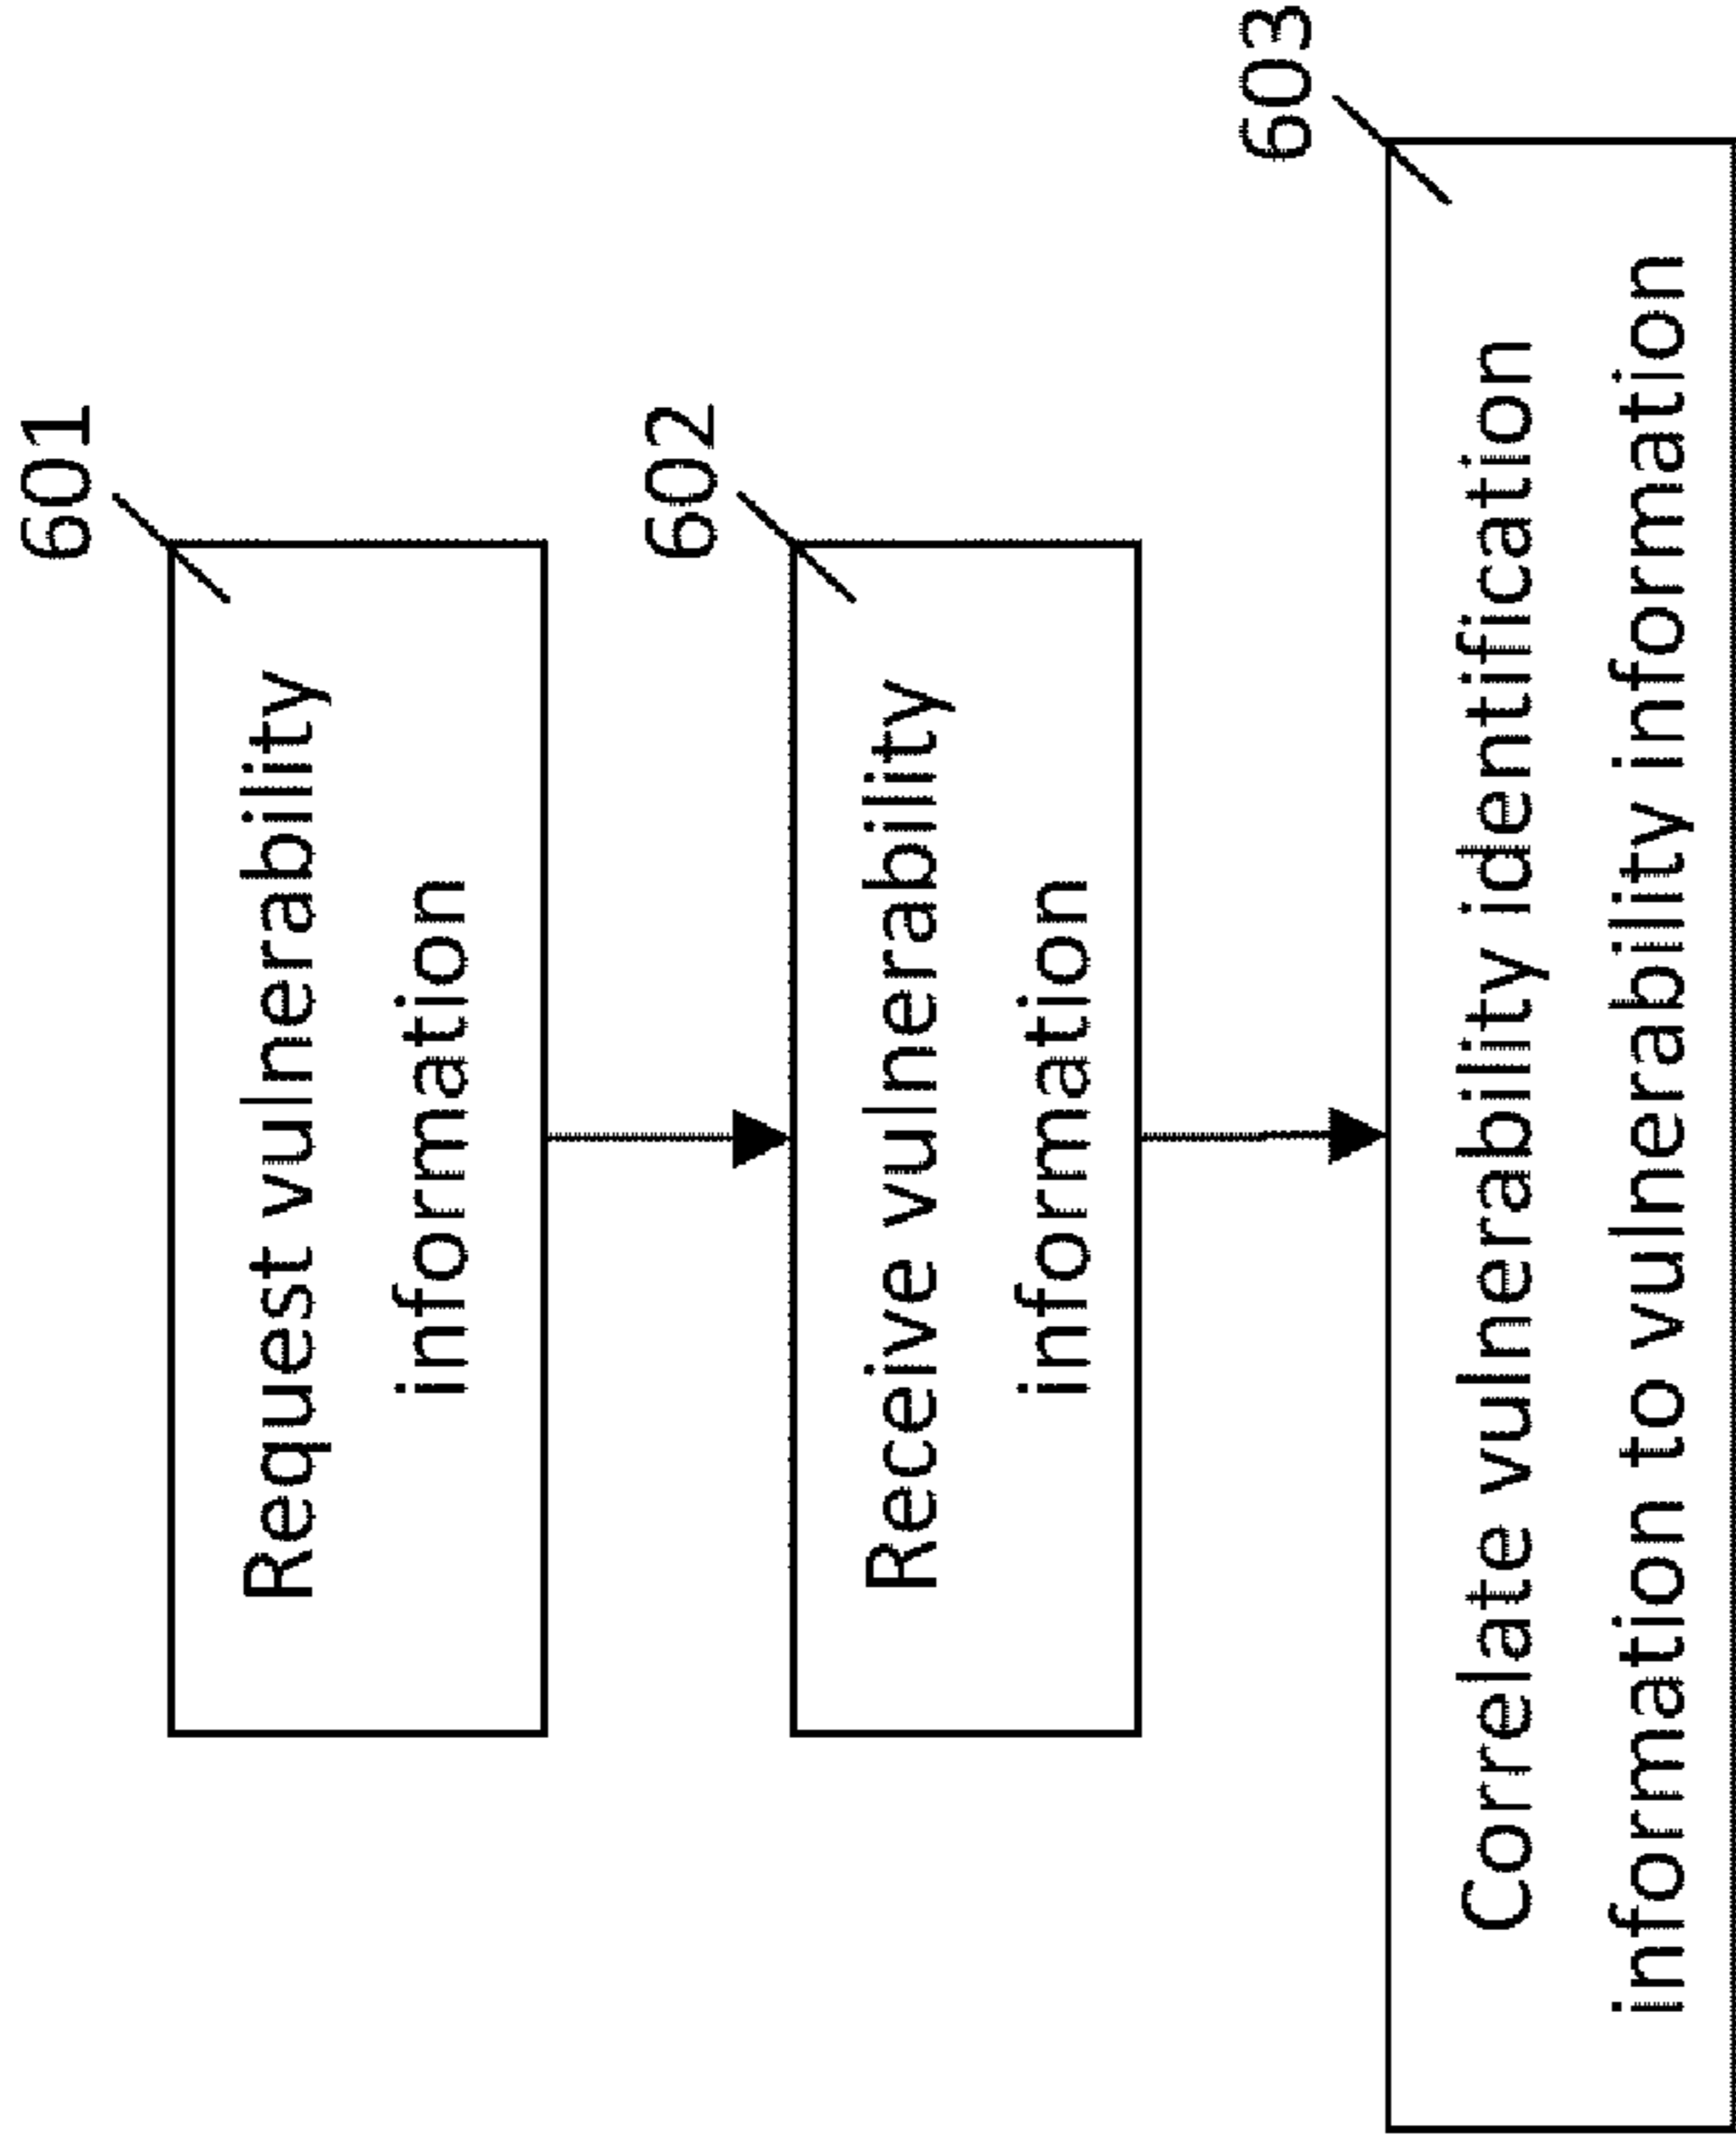 601
Request vulnerability
information
602
Receive vulnerability
information
603
Correlate vulnerability identification
information to vulnerability information